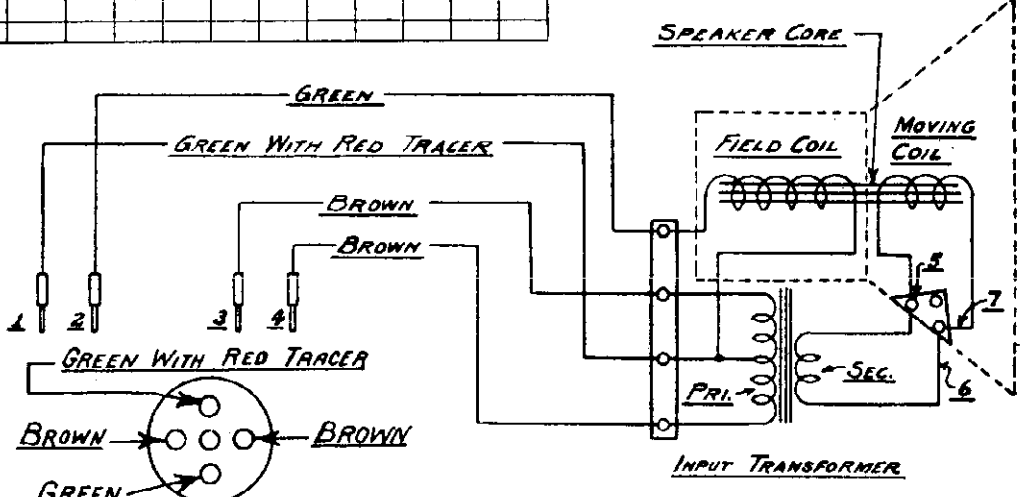 SPEAKER CORE
GREEN
GREEN WITH RED TRACER
FIELD COIL
MOVING
COIL
BROWN
BROWN
1
2
3
4
5
7
GREEN WITH RED TRACER
PRI.
SEC.
6
BROWN
BROWN
INPUT TRANSFORMER
GREEN